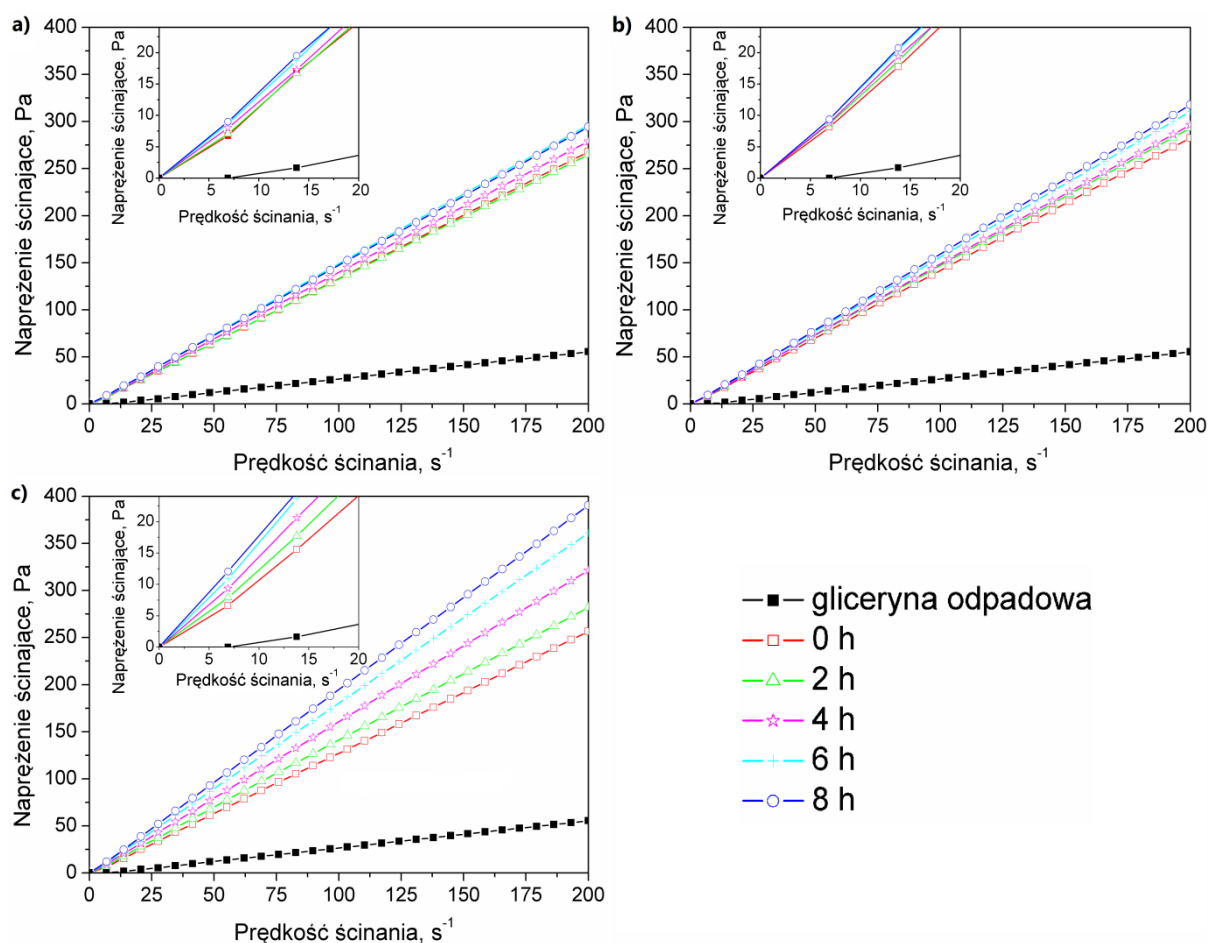 a)
Naprężenie ścinające, Pa
400
350
300
250
200
150
100
50
0
0 25 50 75 100 125 150 175 200
Prędkość ścinania, s-1
Naprężenie ścinające, Pa
20
15
10
5
0
0 5 10 15 20
Prędkość ścinania, s-1
b)
Naprężenie ścinające, Pa
400
350
300
250
200
150
100
50
0
0 25 50 75 100 125 150 175 200
Prędkość ścinania, s-1
Naprężenie ścinające, Pa
20
15
10
5
0
0 5 10 15 20
Prędkość ścinania, s-1
c)
Naprężenie ścinające, Pa
400
350
300
250
200
150
100
50
0
0 25 50 75 100 125 150 175 200
Prędkość ścinania, s-1
Naprężenie ścinające, Pa
20
15
10
5
0
0 5 10 15 20
Prędkość ścinania, s-1
gliceryna odpadowa
0 h
2 h
4 h
6 h
8 h